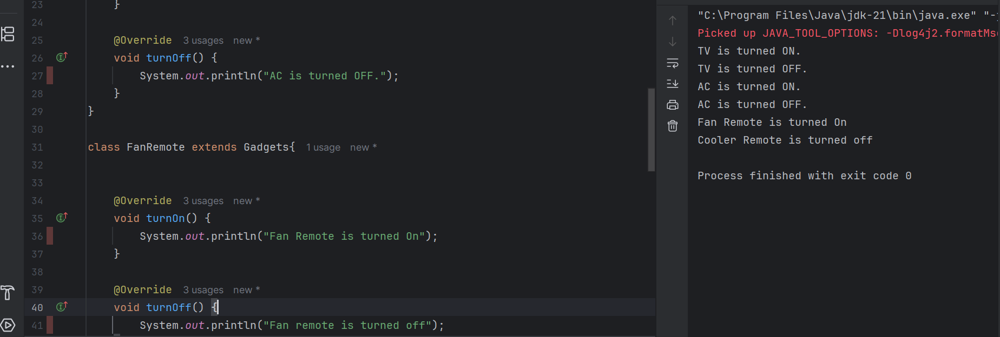 23 }
24
25 @Override 3 usages new *
26 void turnOff() {
27 System.out.println("AC is turned OFF.");
28 }
29 }
30
31 class FanRemote extends Gadgets{ 1 usage new *
32
33
34 @Override 3 usages new *
35 void turnOn() {
36 System.out.println("Fan Remote is turned On");
37 }
38
39 @Override 3 usages new *
40 void turnOff() {
41 System.out.println("Fan remote is turned off");
"C:\Program Files\Java\jdk-21\bin\java.exe" "-
Picked up JAVA_TOOL_OPTIONS: -Dlog4j2.formatMs
TV is turned ON.
TV is turned OFF.
AC is turned ON.
AC is turned OFF.
Fan Remote is turned On
Cooler Remote is turned off
Process finished with exit code 0